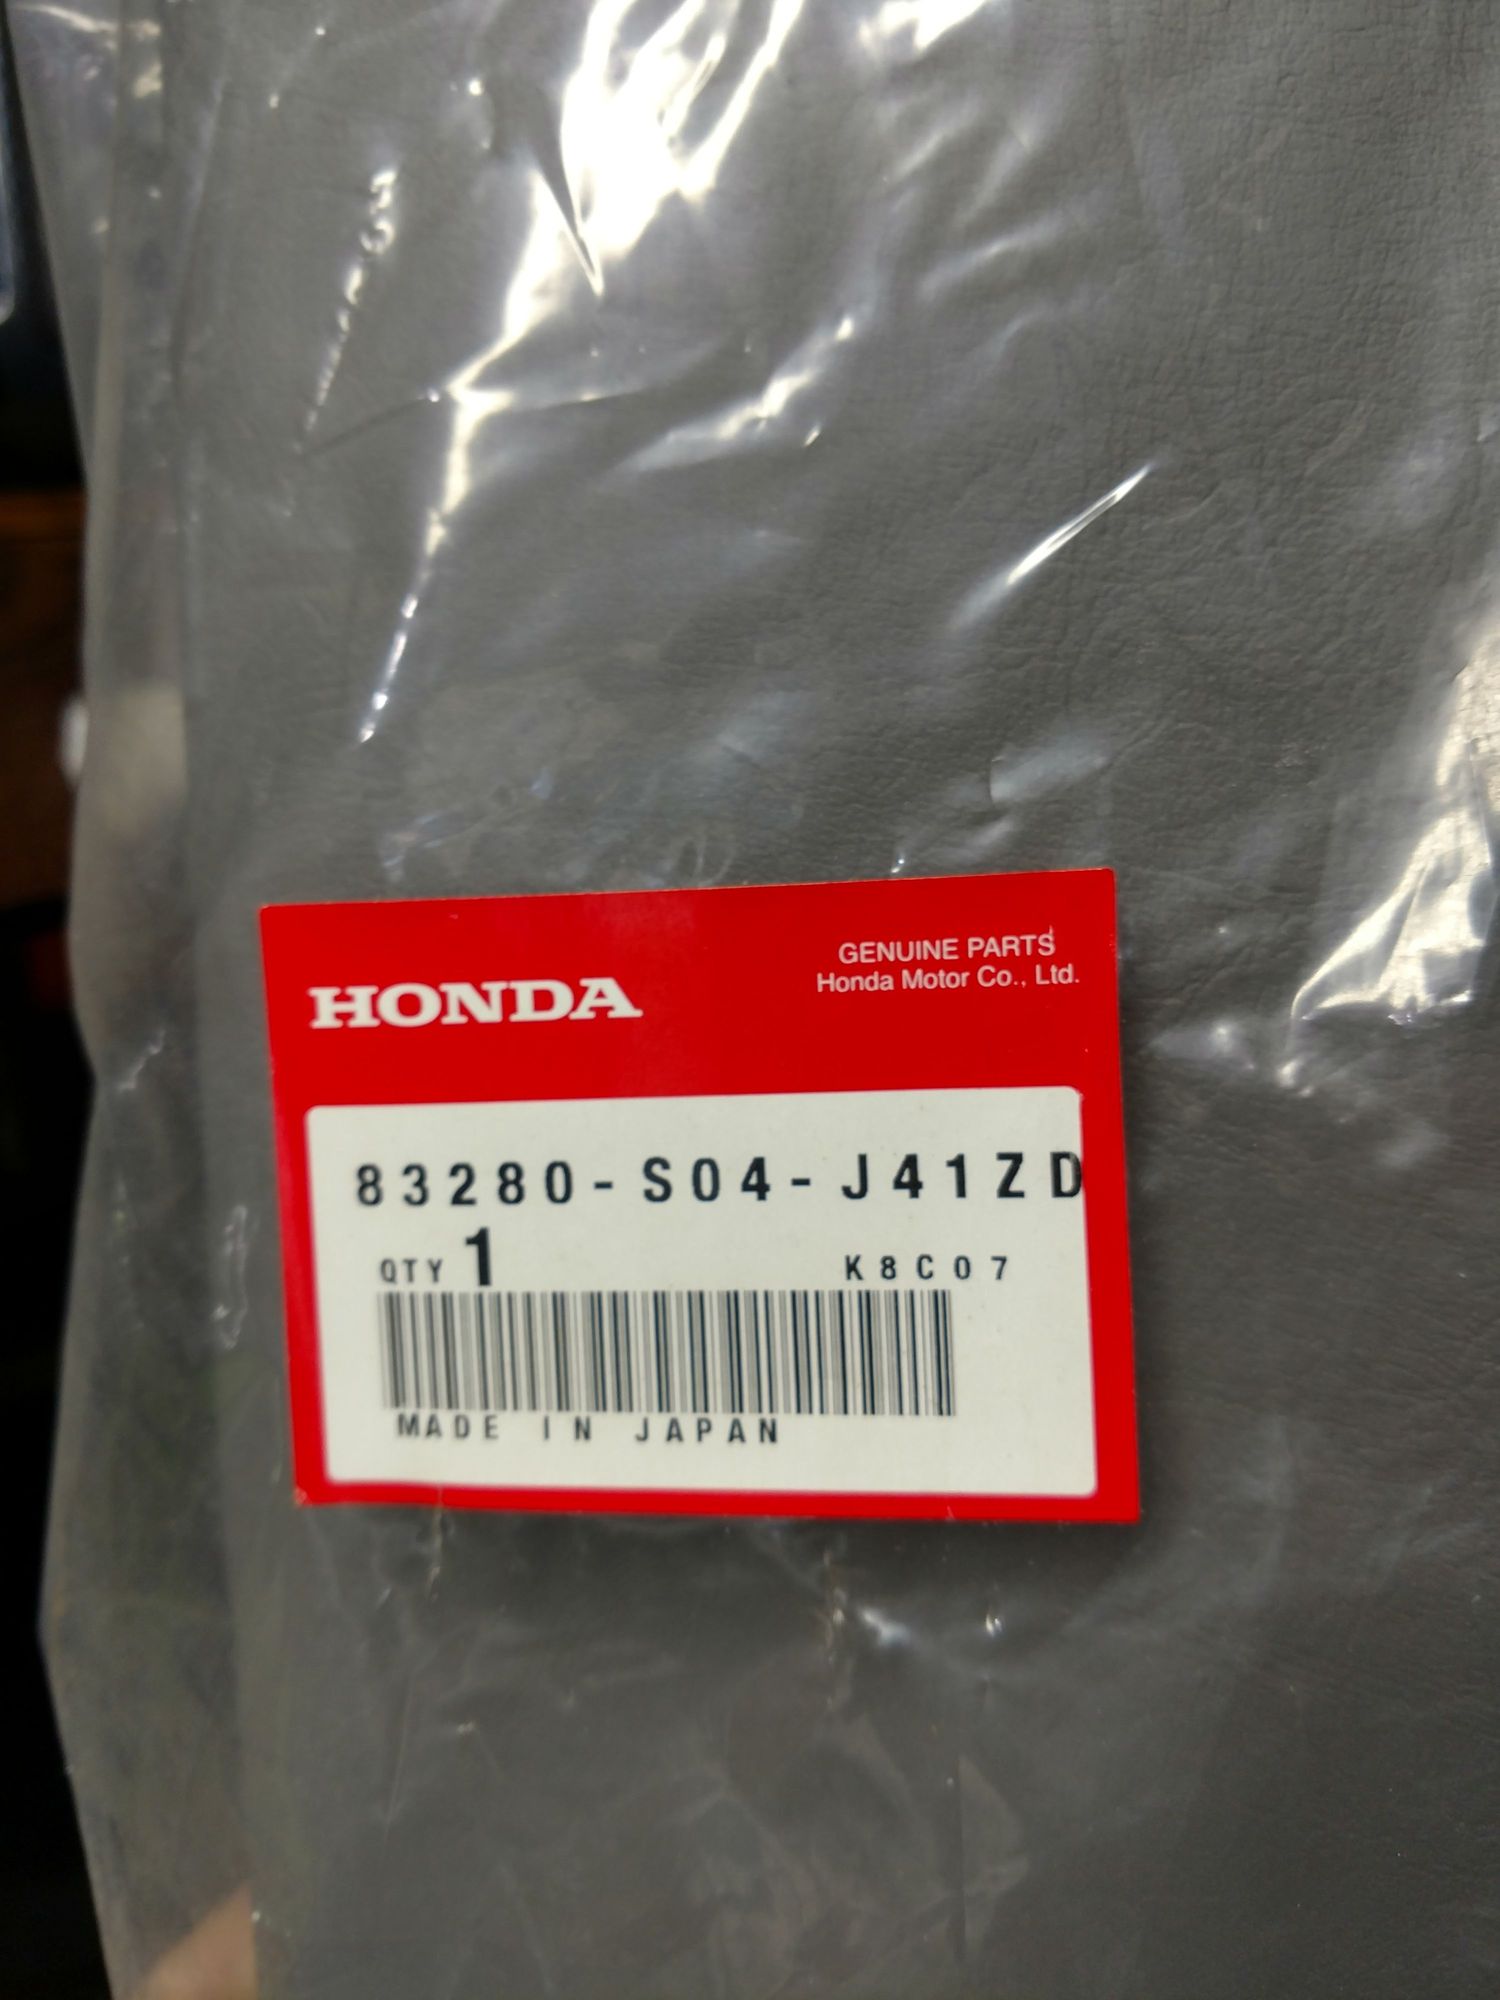 HONDA
GENUINE PARTS
Honda Motor Co., Ltd.
83280-S04-J41ZD
QTY 1
K8C07
MADE IN JAPAN